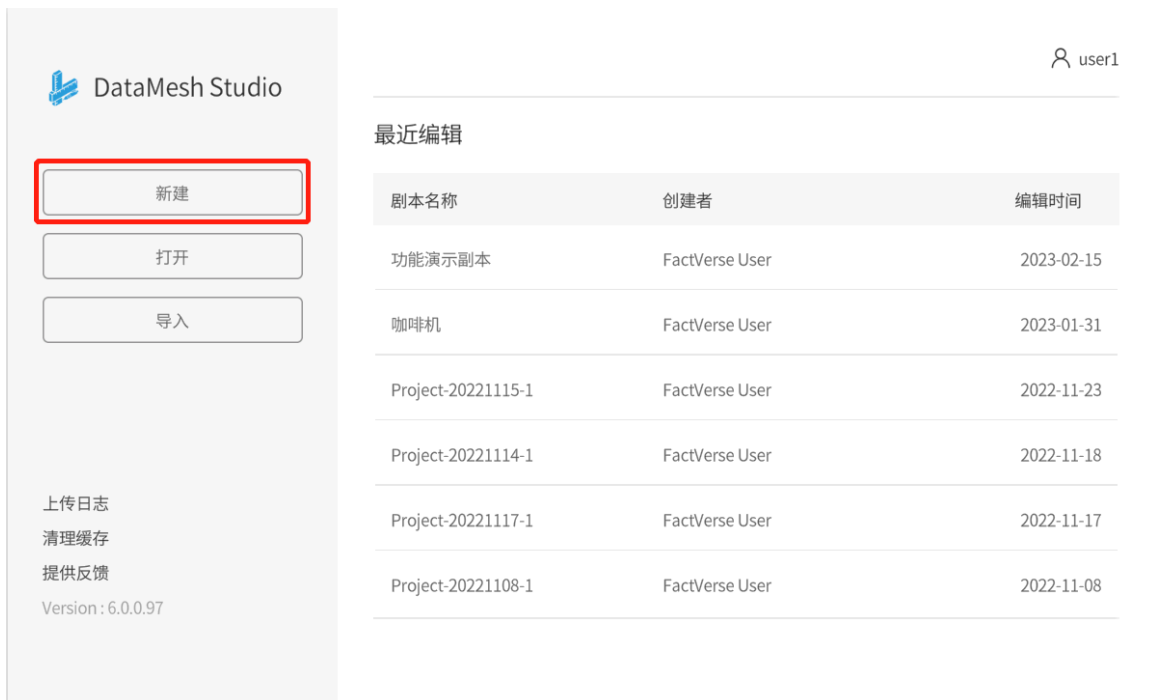 DataMesh Studio
新建
打开
导入
上传日志
清理缓存
提供反馈
Version : 6.0.0.97
user1
最近编辑
剧本名称 创建者 编辑时间
功能演示副本 FactVerse User 2023-02-15
咖啡机 FactVerse User 2023-01-31
Project-20221115-1 FactVerse User 2022-11-23
Project-20221114-1 FactVerse User 2022-11-18
Project-20221117-1 FactVerse User 2022-11-17
Project-20221108-1 FactVerse User 2022-11-08